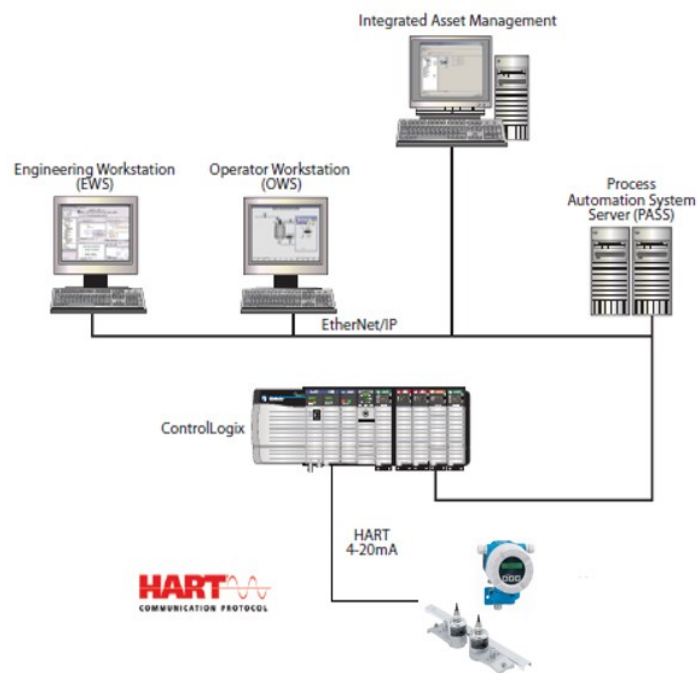 Integrated Asset Management
Engineering Workstation
(EWS)
Operator Workstation
(OWS)
Process
Automation System
Server (PASS)
EtherNet/IP
ControlLogix
HART
4-20mA
HART
COMMUNICATION PROTOCOL